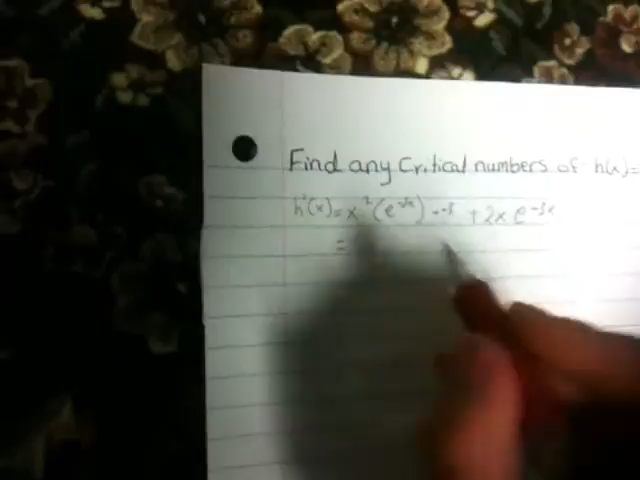 Find any Critical numbers of h(x)=
h'(x)=x²(e⁻³ˣ)·-3 + 2x e⁻³ˣ
=